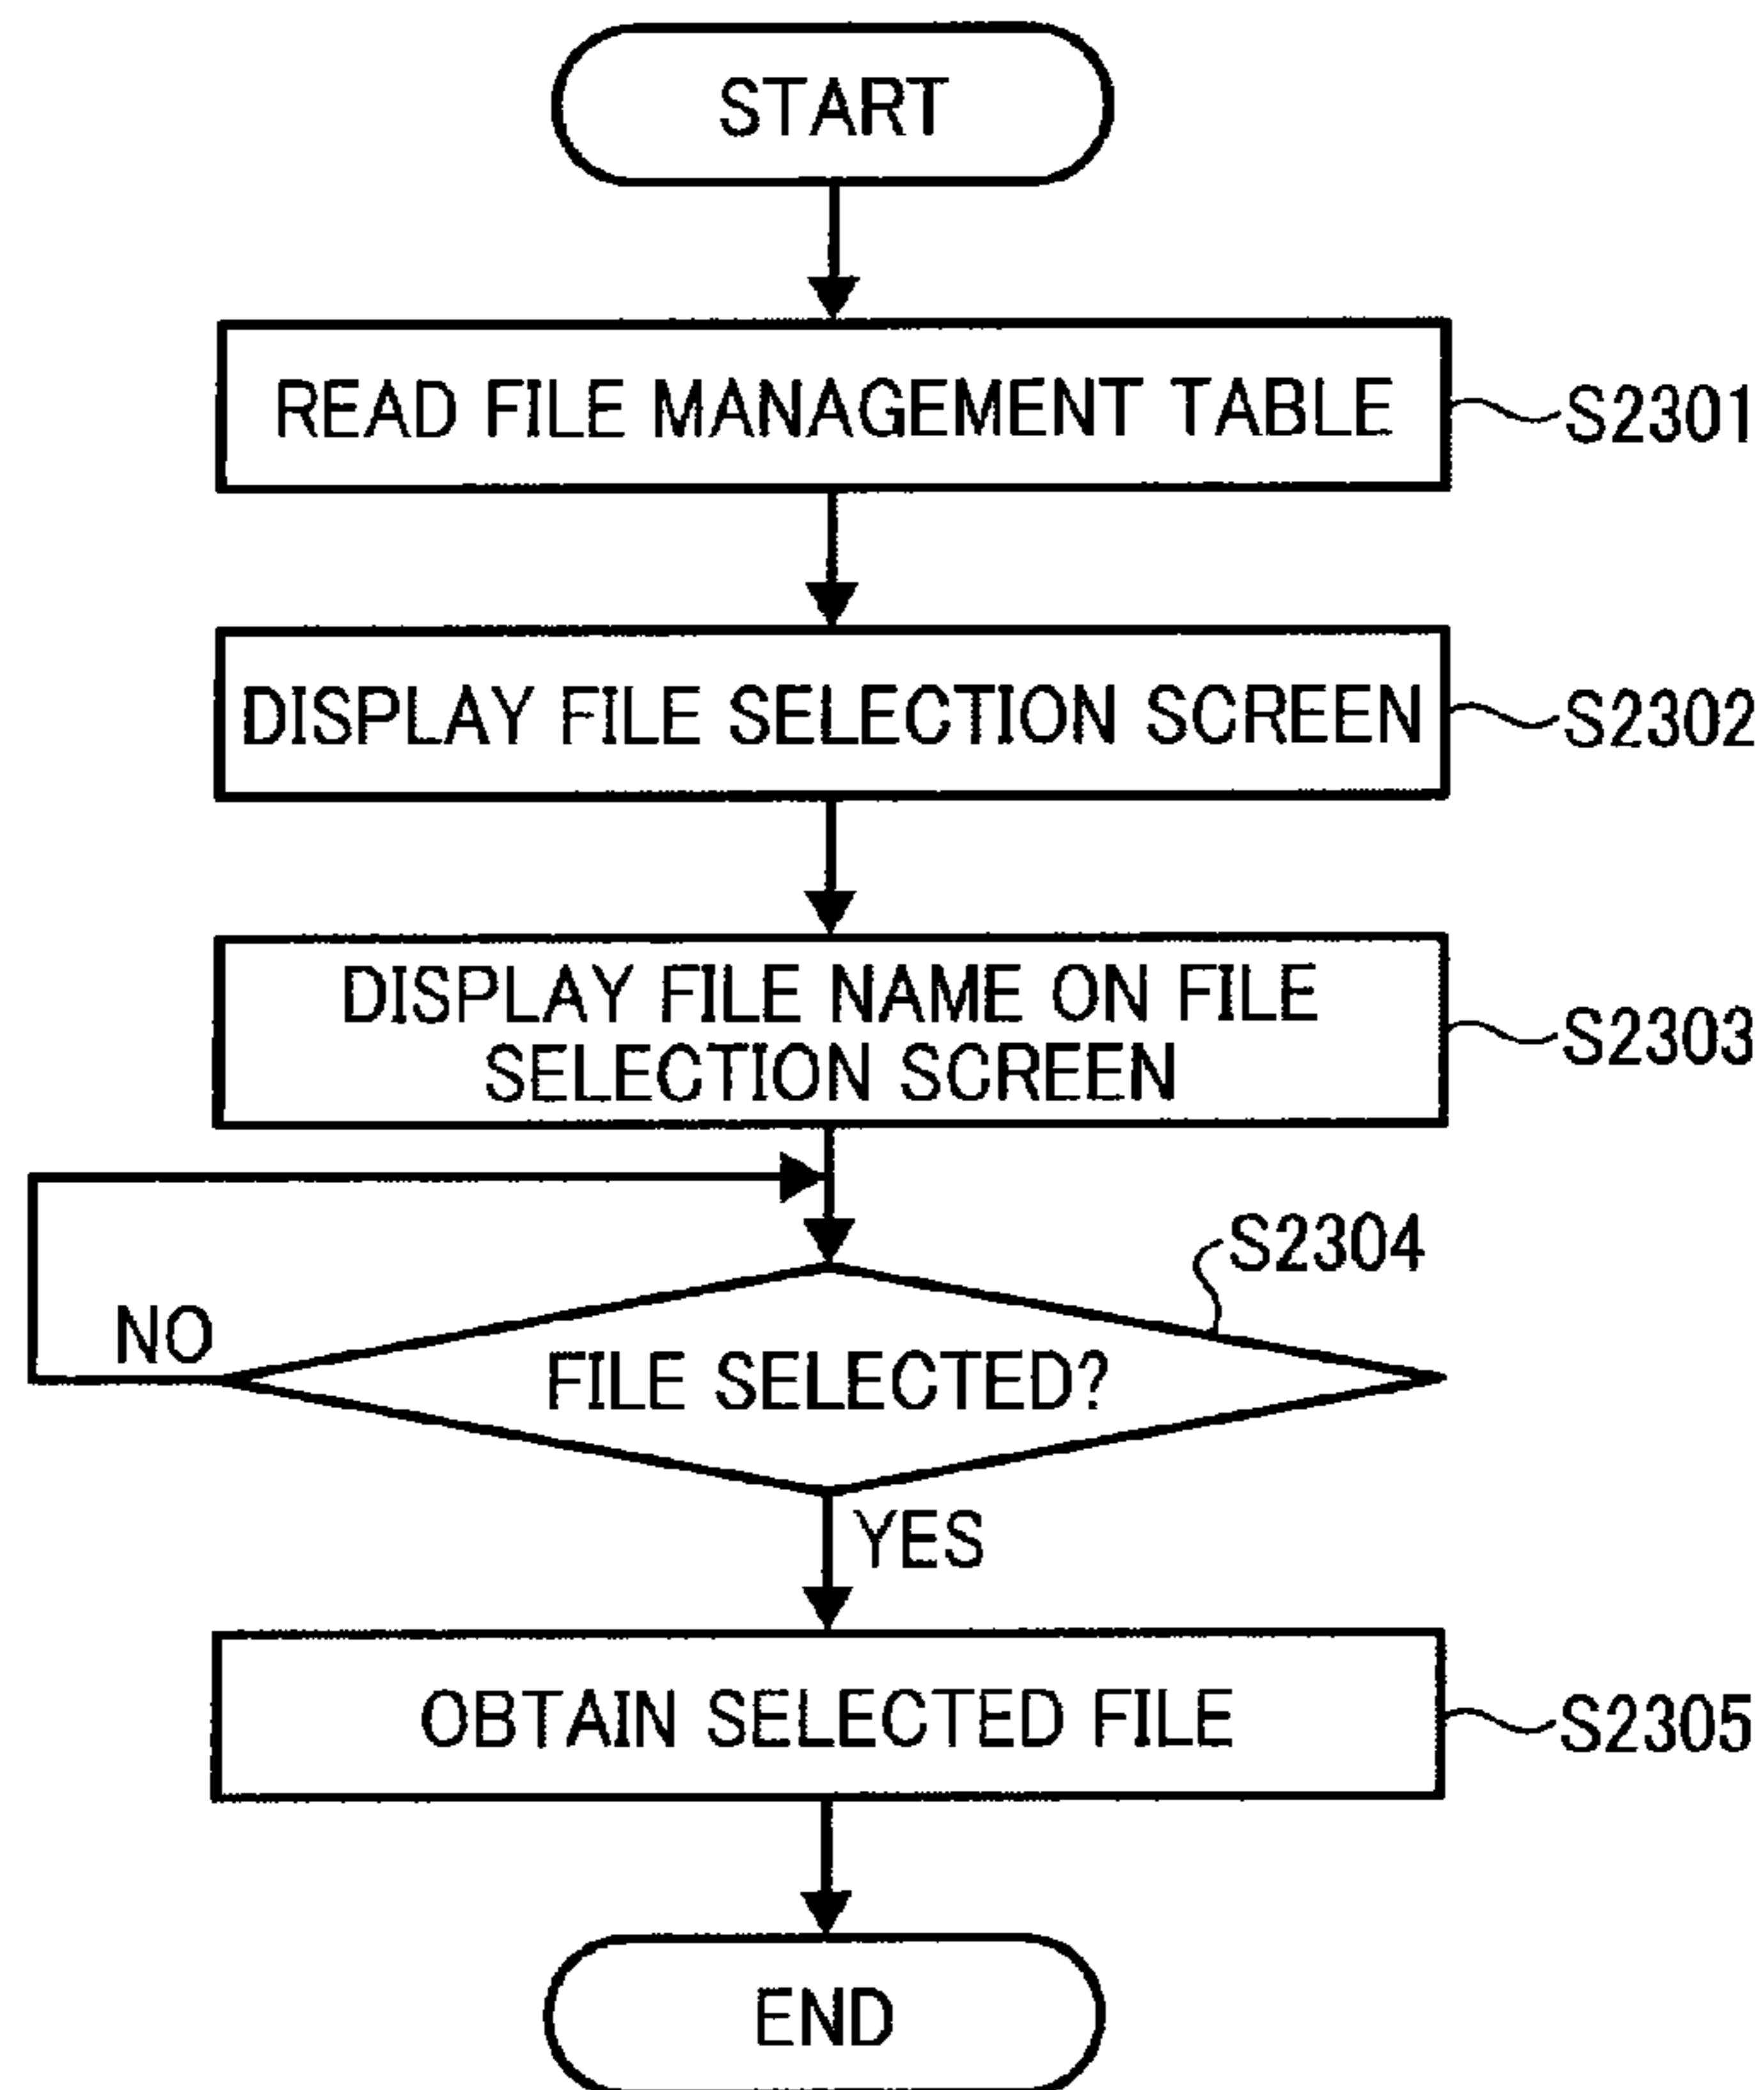 START
READ FILE MANAGEMENT TABLE
S2301
DISPLAY FILE SELECTION SCREEN
S2302
DISPLAY FILE NAME ON FILE
SELECTION SCREEN
S2303
S2304
NO
FILE SELECTED?
YES
OBTAIN SELECTED FILE
S2305
END